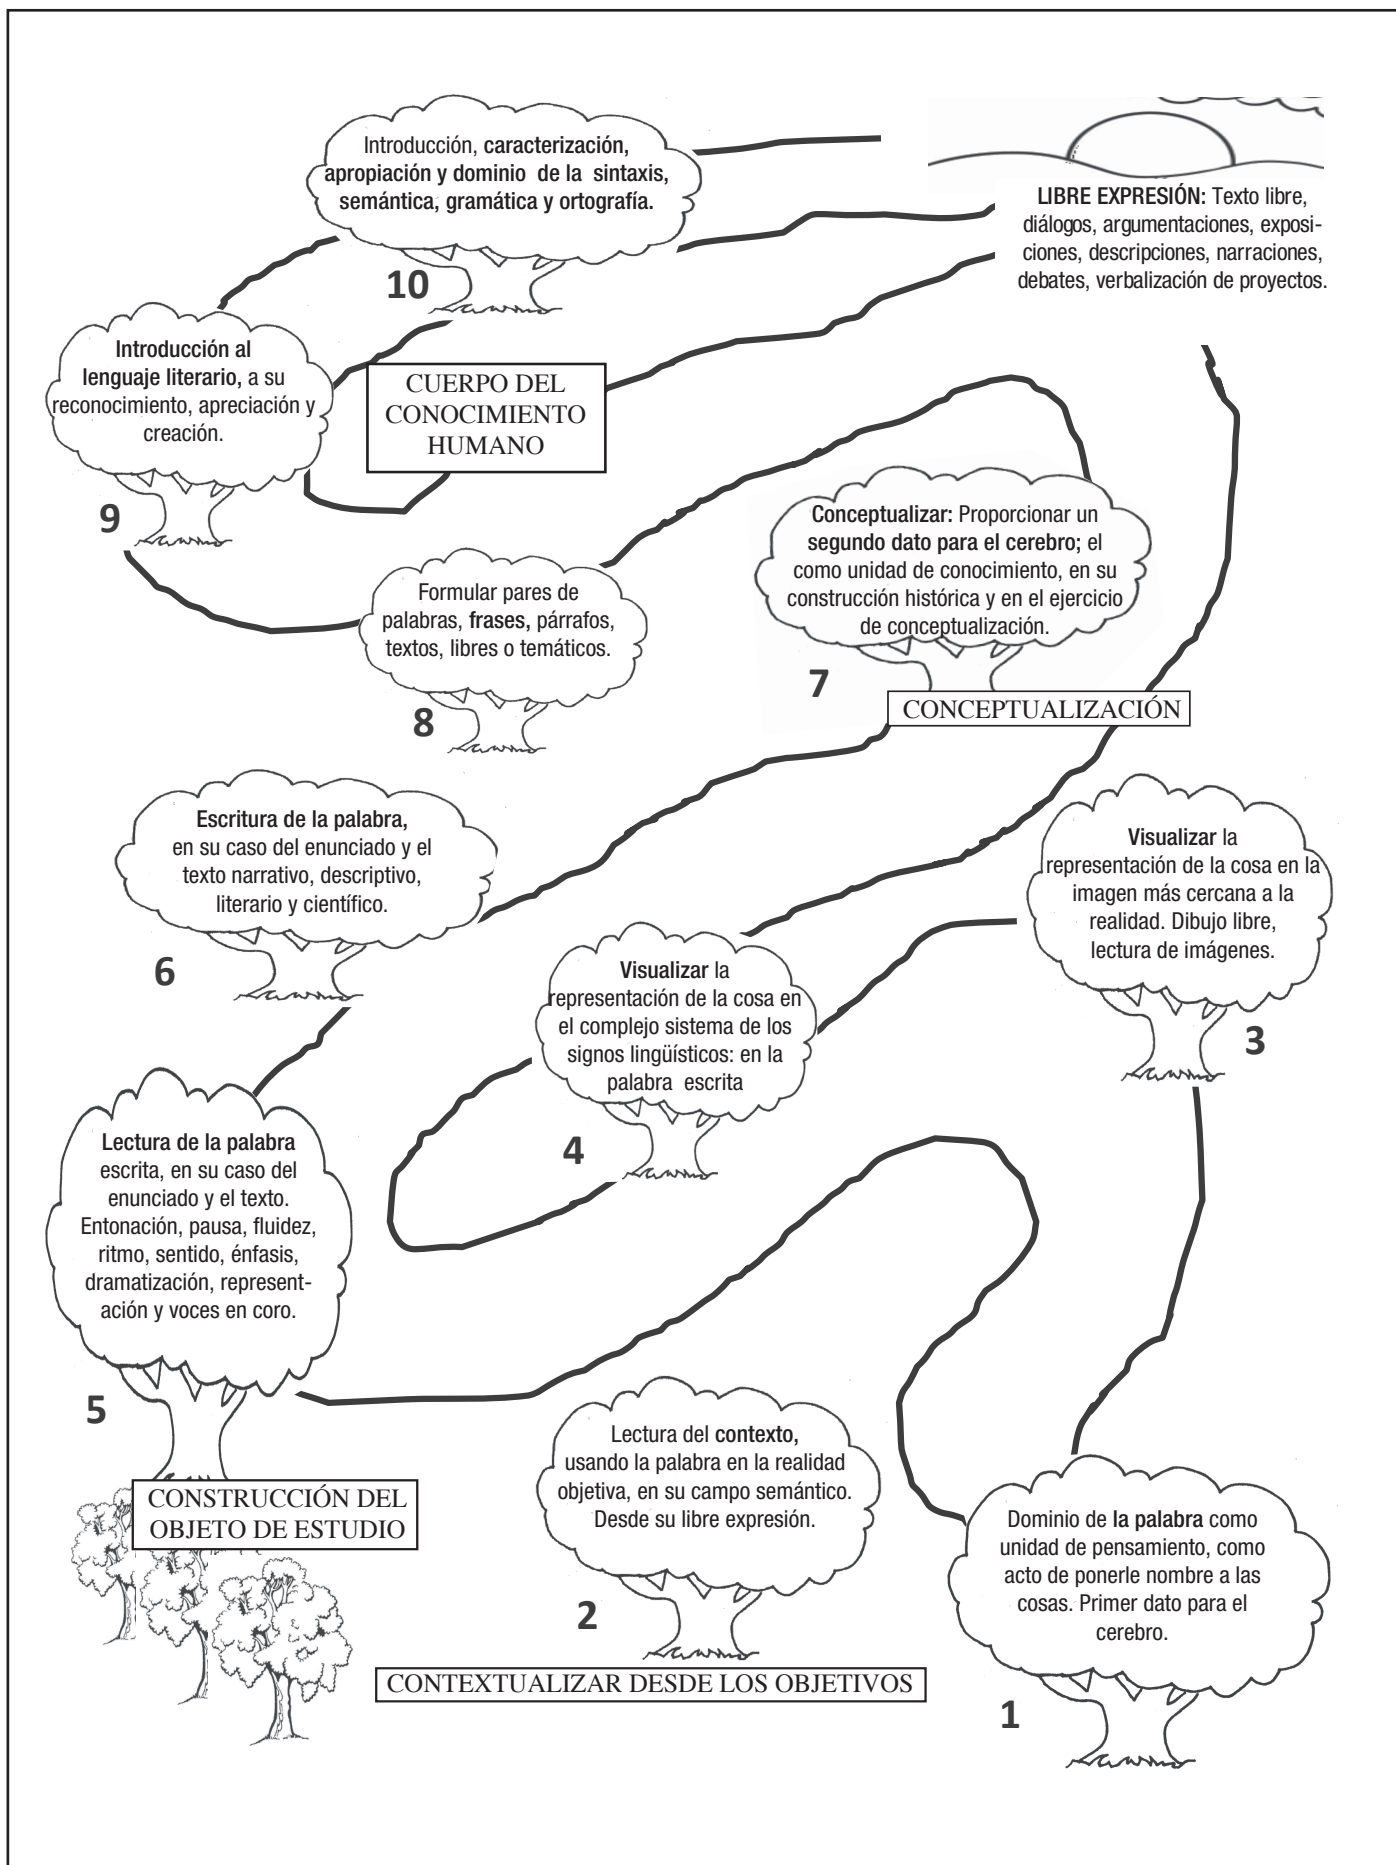 Introducción, caracterización,
apropiación y dominio de la sintaxis,
semántica, gramática y ortografía.
10
LIBRE EXPRESIÓN: Texto libre,
diálogos, argumentaciones, exposi-
ciones, descripciones, narraciones,
debates, verbalización de proyectos.
Introducción al
lenguaje literario, a su
reconocimiento, apreciación y
creación.
9
CUERPO DEL
CONOCIMIENTO
HUMANO
Conceptualizar: Proporcionar un
segundo dato para el cerebro; el
como unidad de conocimiento, en su
construcción histórica y en el ejercicio
de conceptualización.
7
CONCEPTUALIZACIÓN
Formular pares de
palabras, frases, párrafos,
textos, libres o temáticos.
8
Escritura de la palabra,
en su caso del enunciado y el
texto narrativo, descriptivo,
literario y científico.
6
Visualizar la
representación de la cosa en la
imagen más cercana a la
realidad. Dibujo libre,
lectura de imágenes.
3
Visualizar la
representación de la cosa en
el complejo sistema de los
signos lingüísticos: en la
palabra escrita
4
Lectura de la palabra
escrita, en su caso del
enunciado y el texto.
Entonación, pausa, fluidez,
ritmo, sentido, énfasis,
dramatización, represent-
ación y voces en coro.
5
CONSTRUCCIÓN DEL
OBJETO DE ESTUDIO
Lectura del contexto,
usando la palabra en la realidad
objetiva, en su campo semántico.
Desde su libre expresión.
2
CONTEXTUALIZAR DESDE LOS OBJETIVOS
Dominio de la palabra como
unidad de pensamiento, como
acto de ponerle nombre a las
cosas. Primer dato para el
cerebro.
1